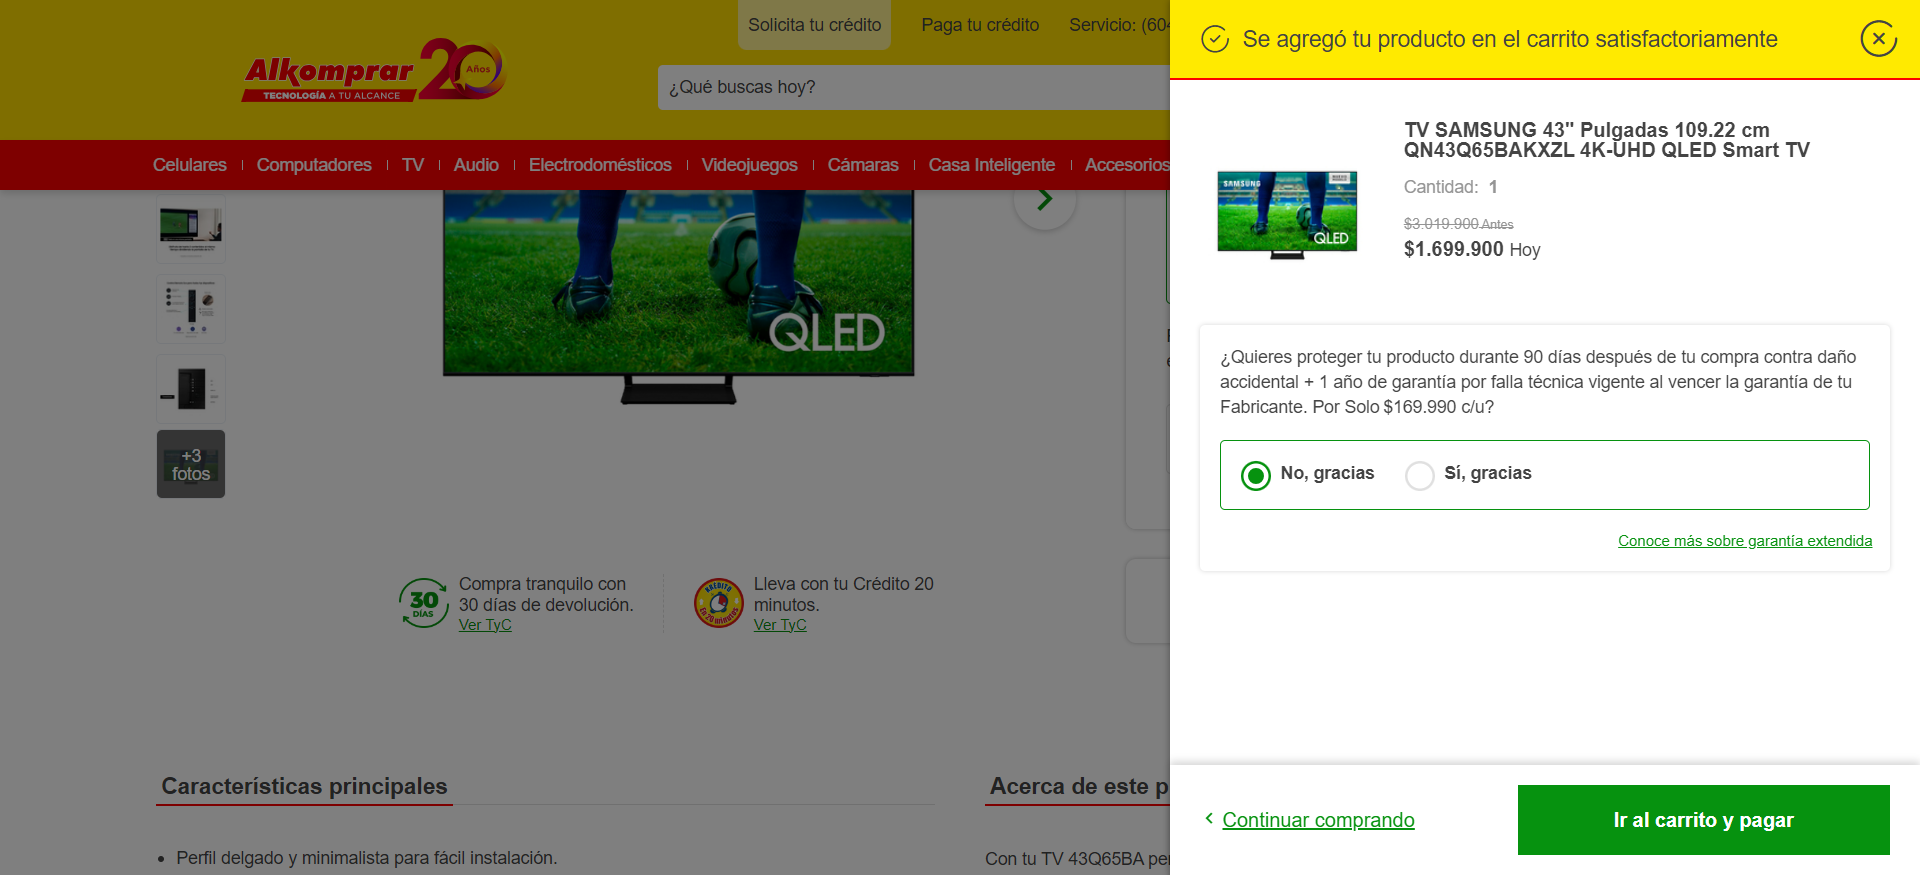 Solicita tu crédito
Paga tu crédito
Servicio: (604
Alkomprar 20 Años
TECNOLOGÍA A TU ALCANCE
¿Qué buscas hoy?
Celulares
Computadores
TV
Audio
Electrodomésticos
Videojuegos
Cámaras
Casa Inteligente
Accesorios
QLED
+3
fotos
30
DÍAS
Compra tranquilo con
30 días de devolución.
Ver TyC
KREDITO
En 20 minutos
Lleva con tu Crédito 20
minutos.
Ver TyC
Características principales
Perfil delgado y minimalista para fácil instalación.
Acerca de este p
Con tu TV 43Q65BA pe
Se agregó tu producto en el carrito satisfactoriamente
SAMSUNG
QLED
TV SAMSUNG 43" Pulgadas 109.22 cm
QN43Q65BAKXZL 4K-UHD QLED Smart TV
Cantidad: 1
$3.019.900 Antes
$1.699.900 Hoy
¿Quieres proteger tu producto durante 90 días después de tu compra contra daño
accidental + 1 año de garantía por falla técnica vigente al vencer la garantía de tu
Fabricante. Por Solo $169.990 c/u?
No, gracias
Sí, gracias
Conoce más sobre garantía extendida
Continuar comprando
Ir al carrito y pagar